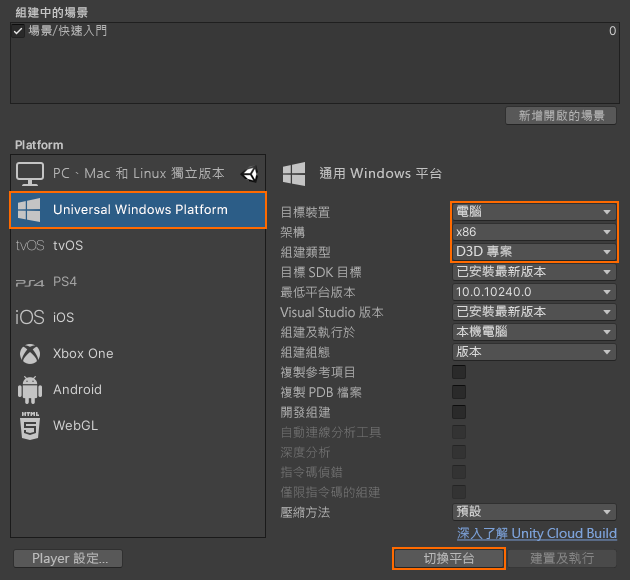 組建中的場景
場景/快速入門 0
新增開啟的場景
Platform
PC、Mac 和 Linux 獨立版本
Universal Windows Platform
tvOS tvOS
PS4 PS4
iOS iOS
Xbox One
Android
HTML 5 WebGL
通用 Windows 平台
目標裝置 電腦
架構 x86
組建類型 D3D 專案
目標 SDK 目標 已安裝最新版本
最低平台版本 10.0.10240.0
Visual Studio 版本 已安裝最新版本
組建及執行於 本機電腦
組建組態 版本
複製參考項目
複製 PDB 檔案
開發組建
自動連線分析工具
深度分析
指令碼偵錯
僅限指令碼的組建
壓縮方法 預設
深入了解 Unity Cloud Build
Player 設定...
切換平台
建置及執行